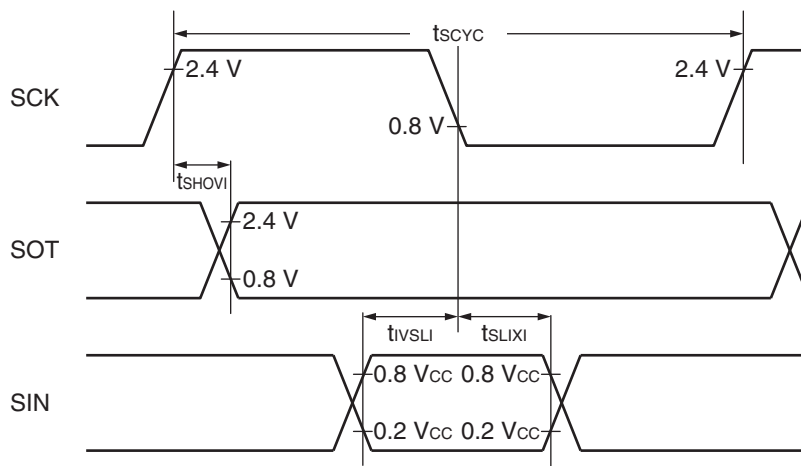 tSCYC
2.4 V
2.4 V
SCK
0.8 V
tSHOVI
2.4 V
SOT
0.8 V
tIVSLI
tSLIXI
0.8 VCC
0.8 VCC
SIN
0.2 VCC
0.2 VCC